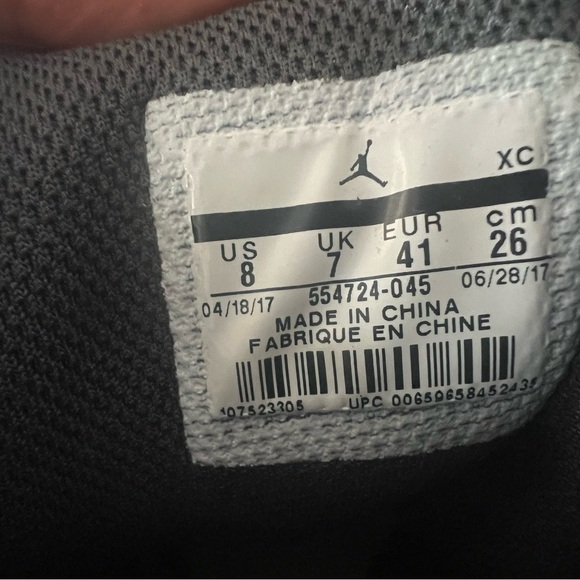 XC
US UK EUR cm
8 7 41 26
04/18/17 554724-045 06/28/17
MADE IN CHINA
FABRIQUE EN CHINE
107523305 UPC 00659658452435